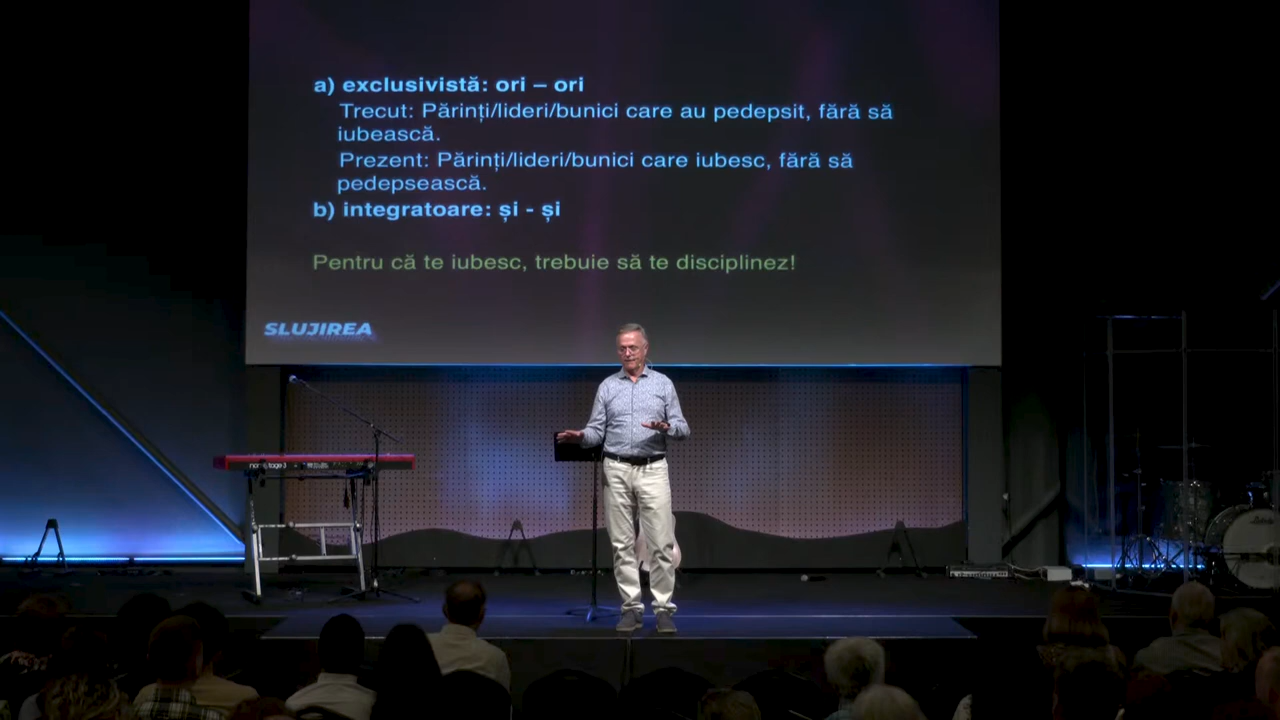 a) exclusivistă: ori – ori
Trecut: Părinți/lideri/bunici care au pedepsit, fără să
iubească.
Prezent: Părinți/lideri/bunici care iubesc, fără să
pedepsească.
b) integratoare: și - și
Pentru că te iubesc, trebuie să te disciplinez!
SLUJIREA